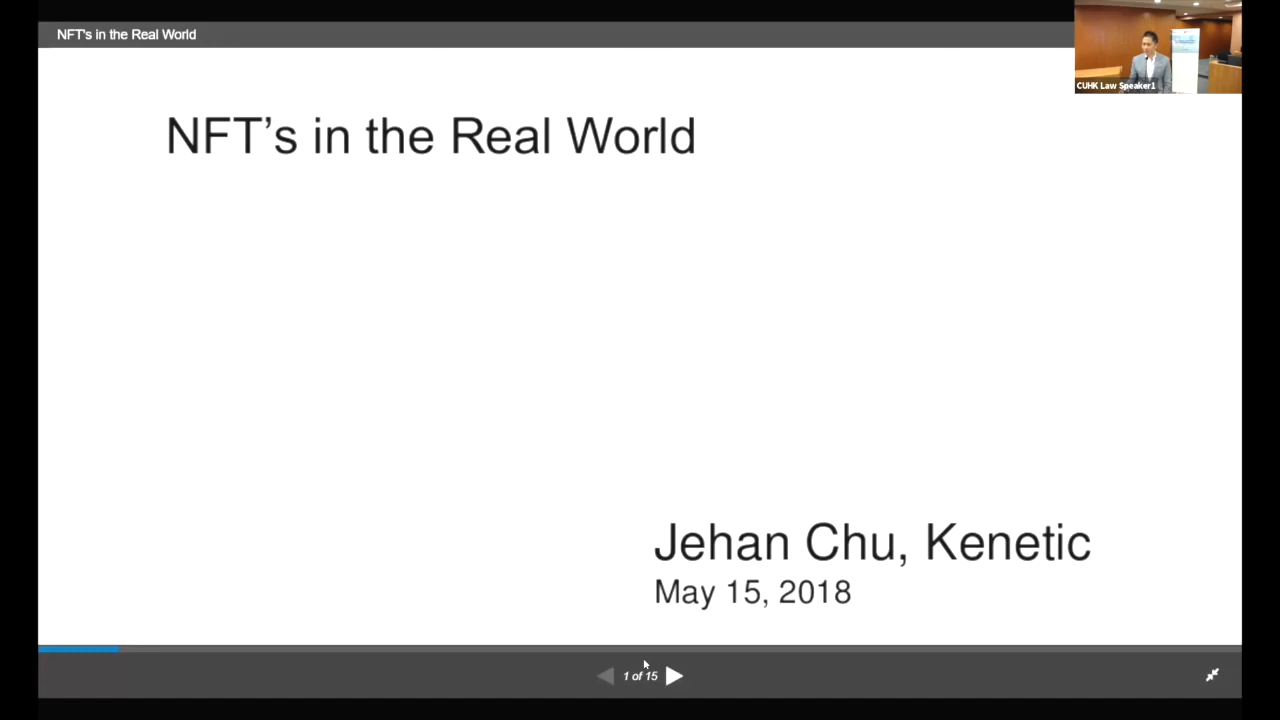 NFT's in the Real World
CUHK Law Speaker1
NFT’s in the Real World
Jehan Chu, Kenetic
May 15, 2018
1 of 15